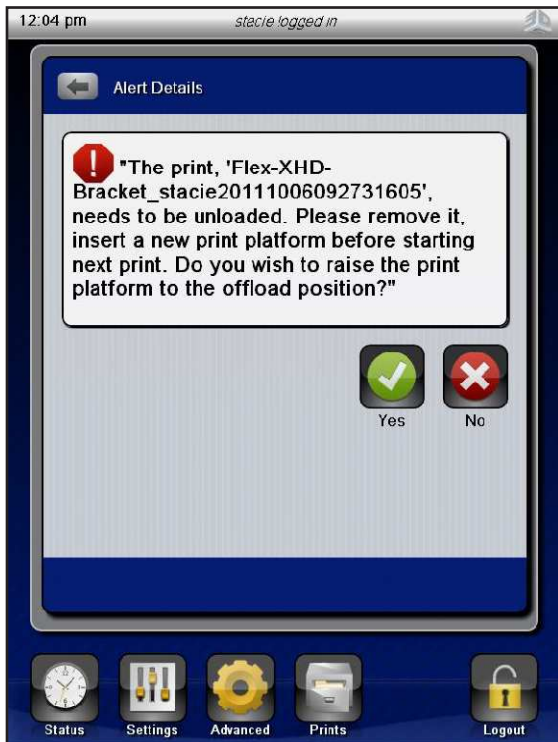 12:04 pm
stacie logged in
Alert Details
"The print, 'Flex-XHD-
Bracket_stacie20111006092731605',
needs to be unloaded. Please remove it,
insert a new print platform before starting
next print. Do you wish to raise the print
platform to the offload position?"
Yes
No
Status
Settings
Advanced
Prints
Logout